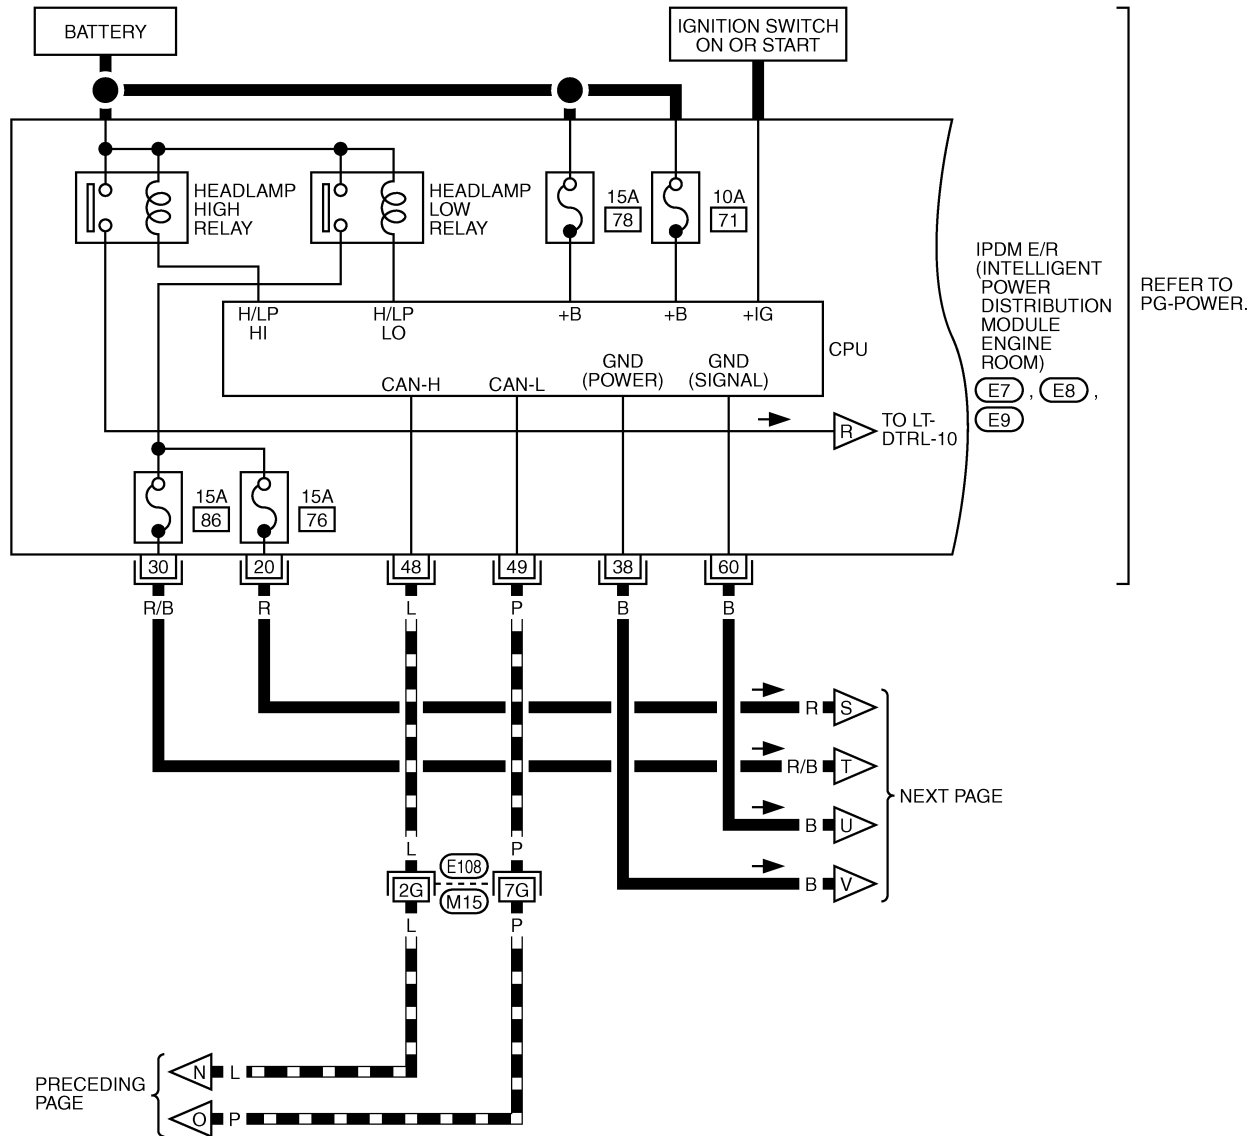 BATTERY
IGNITION SWITCH
ON OR START
HEADLAMP
HIGH
RELAY
HEADLAMP
LOW
RELAY
15A
78
10A
71
IPDM E/R
(INTELLIGENT
POWER
DISTRIBUTION
MODULE
ENGINE
ROOM)
E7 , E8 ,
E9
REFER TO
PG-POWER.
H/LP
HI
H/LP
LO
+B
+B
+IG
CPU
CAN-H
CAN-L
GND
(POWER)
GND
(SIGNAL)
R
TO LT-
DTRL-10
15A
86
15A
76
30
20
48
49
38
60
R/B
R
L
P
B
B
R
S
R/B
T
B
U
B
V
NEXT PAGE
L
P
E108
2G
7G
M15
L
P
PRECEDING
PAGE
N
L
O
P